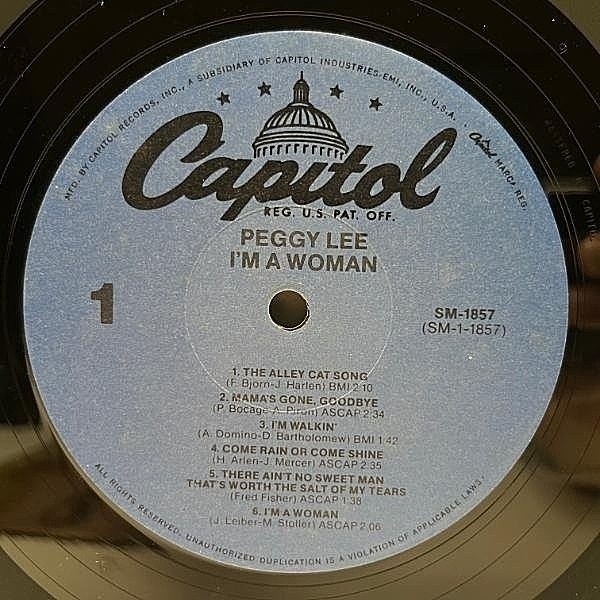 MFD. BY CAPITOL RECORDS, INC., A SUBSIDIARY OF CAPITOL INDUSTRIES-EMI, INC., U.S.A. · Capitol MARCA REG.
Capitol
REG. U.S. PAT. OFF.
PEGGY LEE
I'M A WOMAN
1
SM-1857
(SM-1-1857)
1. THE ALLEY CAT SONG
(F. Bjorn-J. Harlen) BMI 2:10
2. MAMA'S GONE, GOODBYE
(P. Bocage-A. Piron) ASCAP 2:34
3. I'M WALKIN'
(A. Domino-D. Bartholomew) BMI 1:42
4. COME RAIN OR COME SHINE
(H. Arlen-J. Mercer) ASCAP 2:35
5. THERE AIN'T NO SWEET MAN
THAT'S WORTH THE SALT OF MY TEARS
(Fred Fisher) ASCAP 1:38
6. I'M A WOMAN
(J. Leiber-M. Stoller) ASCAP 2:06
ALL RIGHTS RESERVED. UNAUTHORIZED DUPLICATION IS A VIOLATION OF APPLICABLE LAWS.
CAPITOL